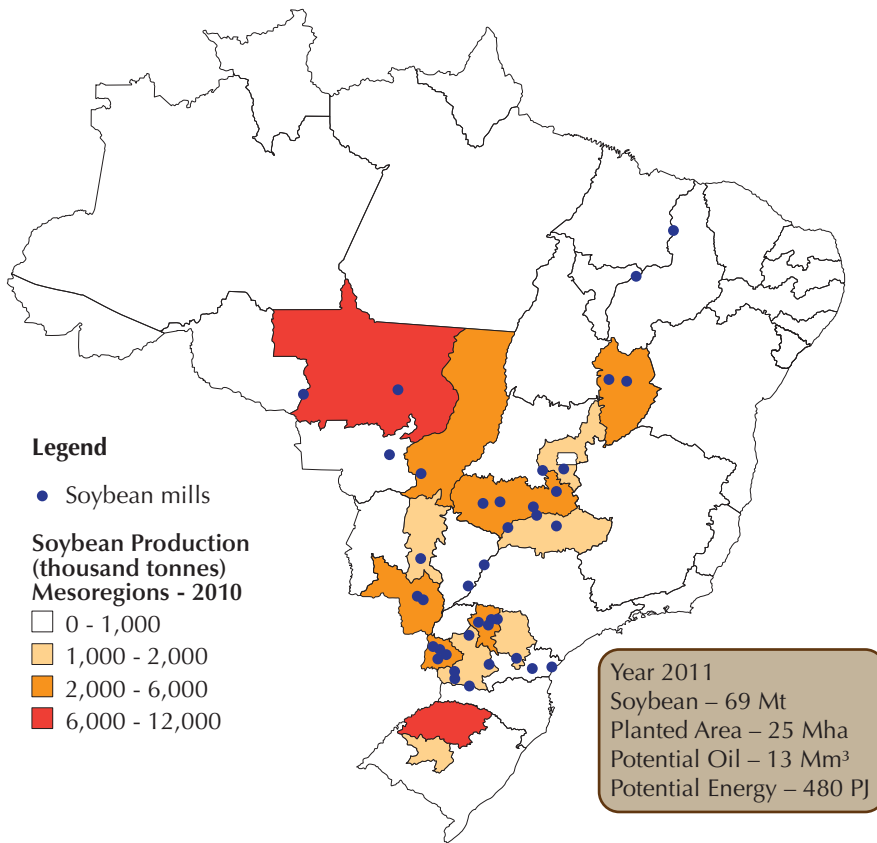 Legend
Soybean mills
Soybean Production
(thousand tonnes)
Mesoregions - 2010
0 - 1,000
1,000 - 2,000
2,000 - 6,000
6,000 - 12,000
Year 2011
Soybean – 69 Mt
Planted Area – 25 Mha
Potential Oil – 13 Mm³
Potential Energy – 480 PJ